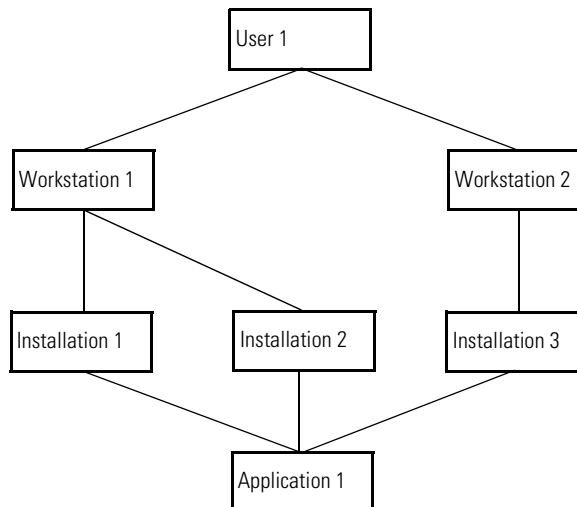 User 1
Workstation 1
Workstation 2
Installation 1
Installation 2
Installation 3
Application 1